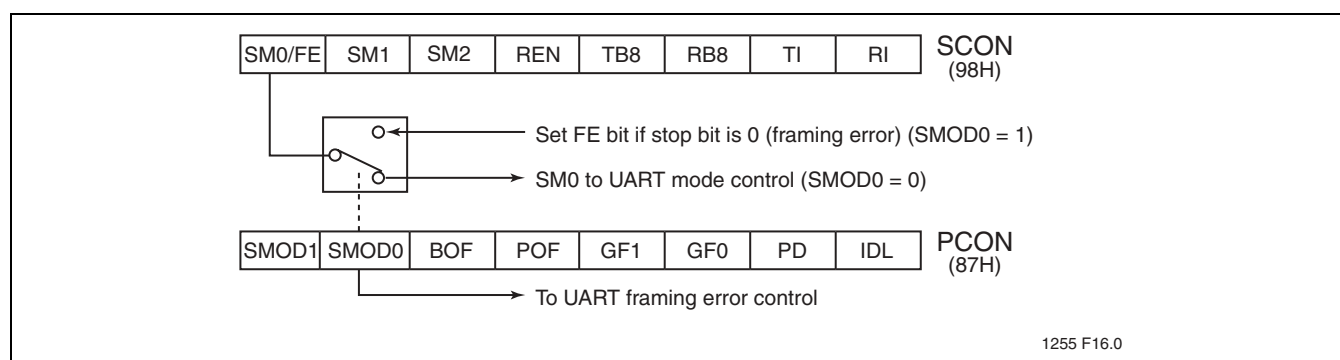 SM0/FE SM1 SM2 REN TB8 RB8 TI RI SCON
(98H)
Set FE bit if stop bit is 0 (framing error) (SMOD0 = 1)
SM0 to UART mode control (SMOD0 = 0)
SMOD1 SMOD0 BOF POF GF1 GF0 PD IDL PCON
(87H)
To UART framing error control
1255 F16.0